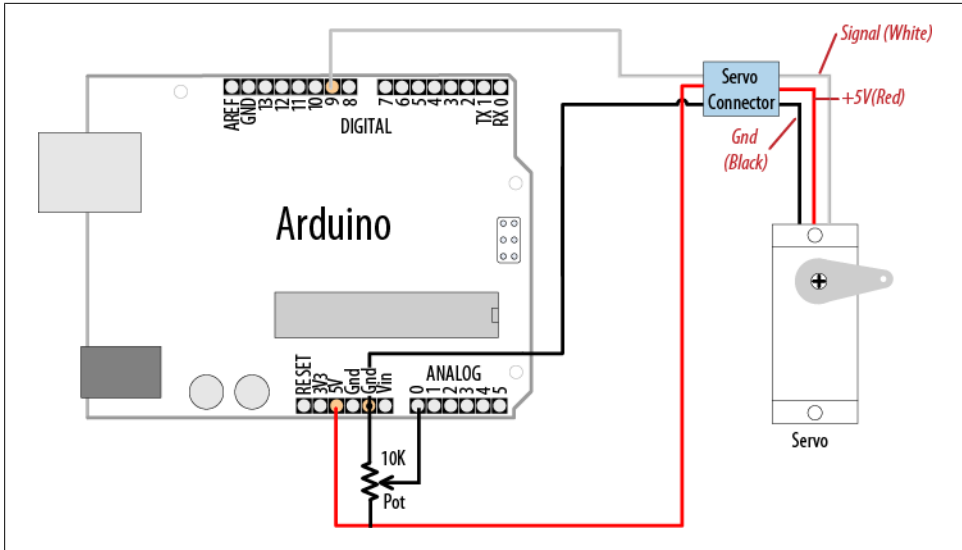 Signal (White)
Servo
Connector
+5V(Red)
Gnd
(Black)
AREF
GND
13
12
11
10
9
8
7
6
5
4
3
2
TX 1
RX 0
DIGITAL
Arduino
RESET
3V3
5V
Gnd
Gnd
Vin
ANALOG
0
1
2
3
4
5
10K
Pot
Servo